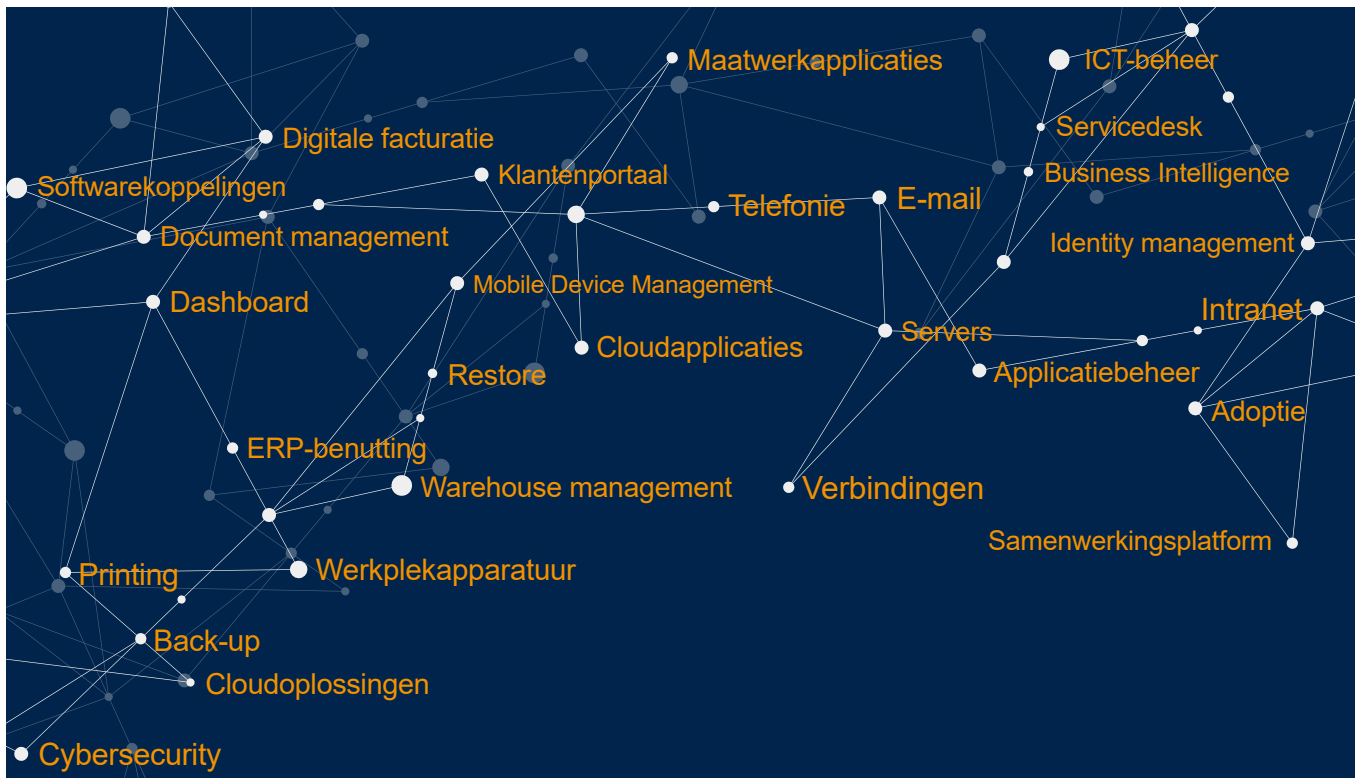 Maatwerkapplicaties
ICT-beheer
Servicedesk
Digitale facturatie
Klantenportaal
Business Intelligence
Softwarekoppelingen
Telefonie
E-mail
Document management
Identity management
Mobile Device Management
Dashboard
Intranet
Servers
Cloudapplicaties
Restore
Applicatiebeheer
Adoptie
ERP-benutting
Warehouse management
Verbindingen
Samenwerkingsplatform
Printing
Werkplekapparatuur
Back-up
Cloudoplossingen
Cybersecurity